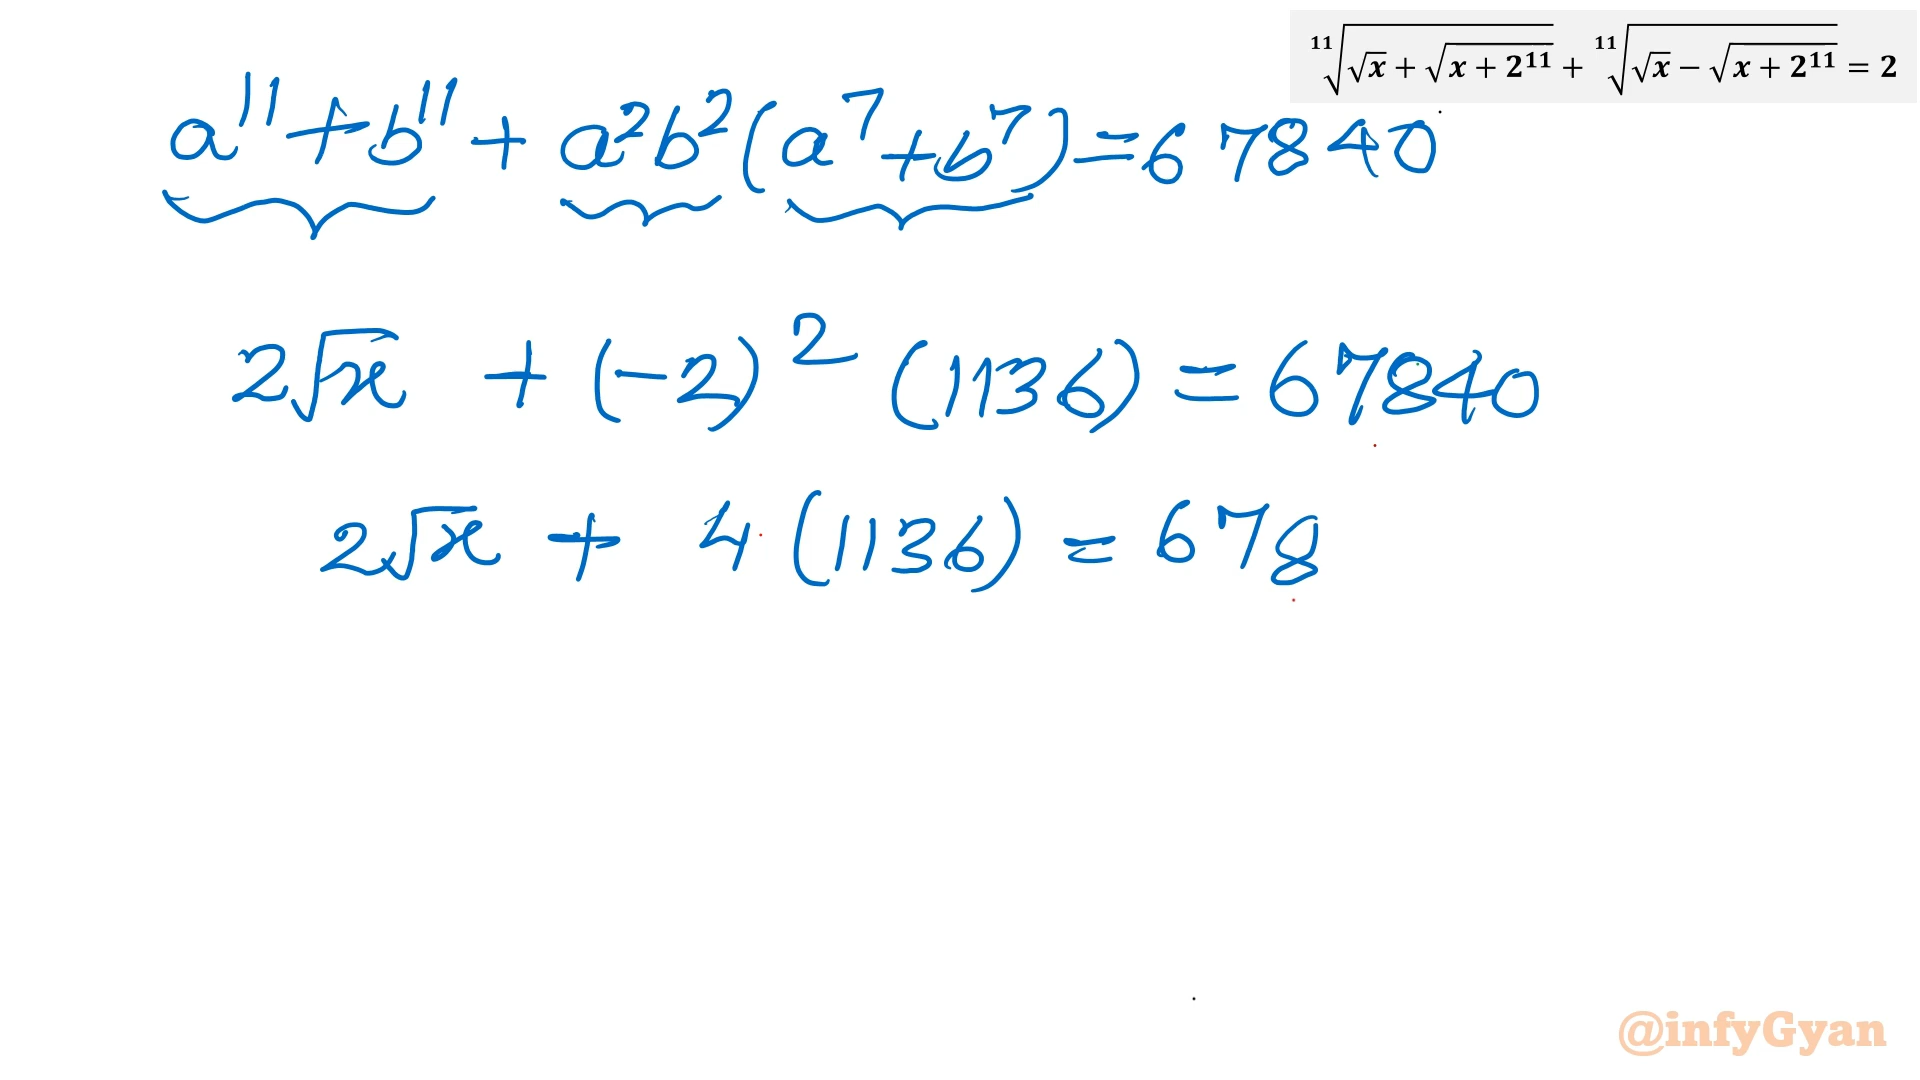 ¹¹√(√x + √(x + 2¹¹)) + ¹¹√(√x − √(x + 2¹¹)) = 2
a¹¹ + b¹¹ + a²b²(a⁷ + b⁷) = 67840
2√x + (−2)² (1136) = 67840
2√x + 4 (1136) = 678
@infyGyan